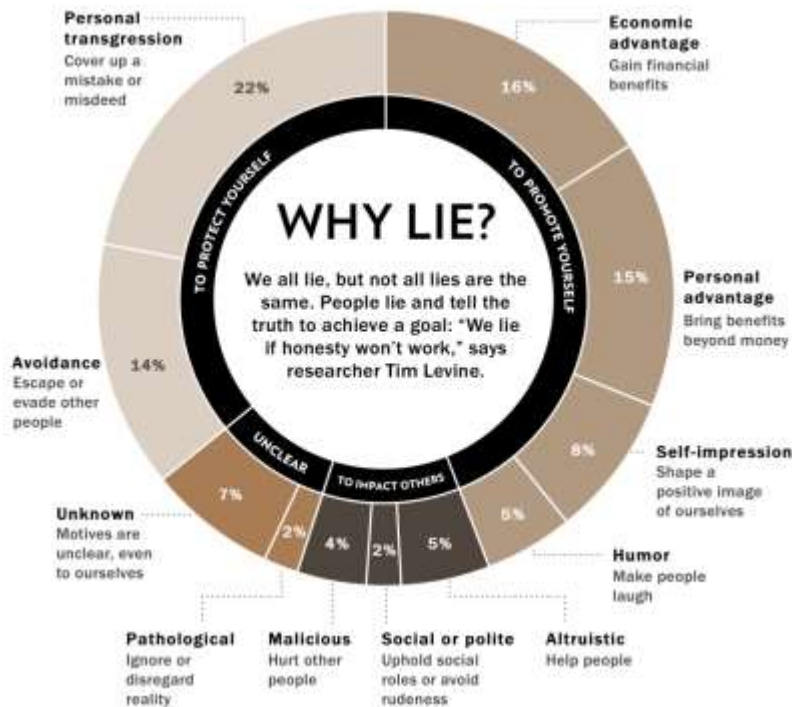 Personal
transgression
Cover up a
mistake or
misdeed
22%
Economic
advantage
Gain financial
benefits
16%
TO PROTECT YOURSELF
TO PROMOTE YOURSELF
WHY LIE?
We all lie, but not all lies are the
same. People lie and tell the
truth to achieve a goal: “We lie
if honesty won’t work,” says
researcher Tim Levine.
15%
Personal
advantage
Bring benefits
beyond money
Avoidance
Escape or
evade other
people
14%
8%
Self-impression
Shape a
positive image
of ourselves
UNCLEAR
TO IMPACT OTHERS
Unknown
Motives are
unclear, even
to ourselves
7%
2%
4%
2%
5%
5%
Humor
Make people
laugh
Pathological
Ignore or
disregard
reality
Malicious
Hurt other
people
Social or polite
Uphold social
roles or avoid
rudeness
Altruistic
Help people